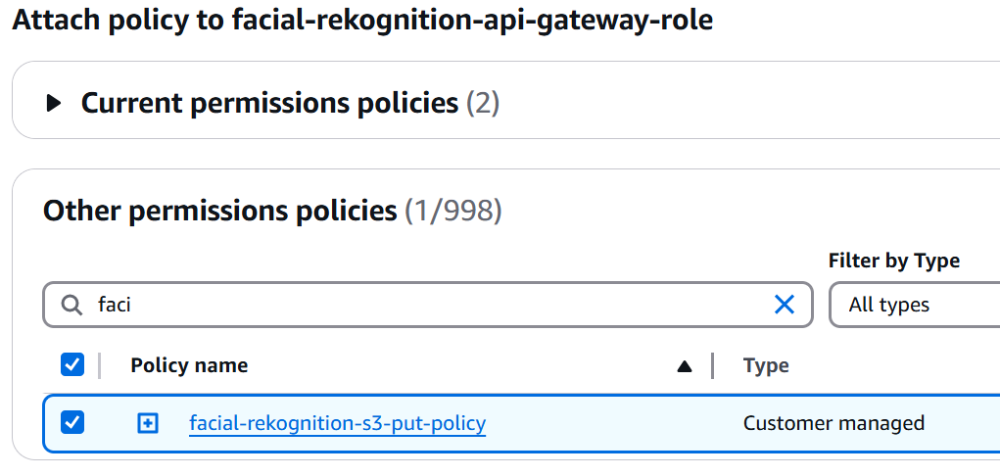 Attach policy to facial-rekognition-api-gateway-role
Current permissions policies (2)
Other permissions policies (1/998)
Filter by Type
faci
All types
Policy name
Type
facial-rekognition-s3-put-policy
Customer managed